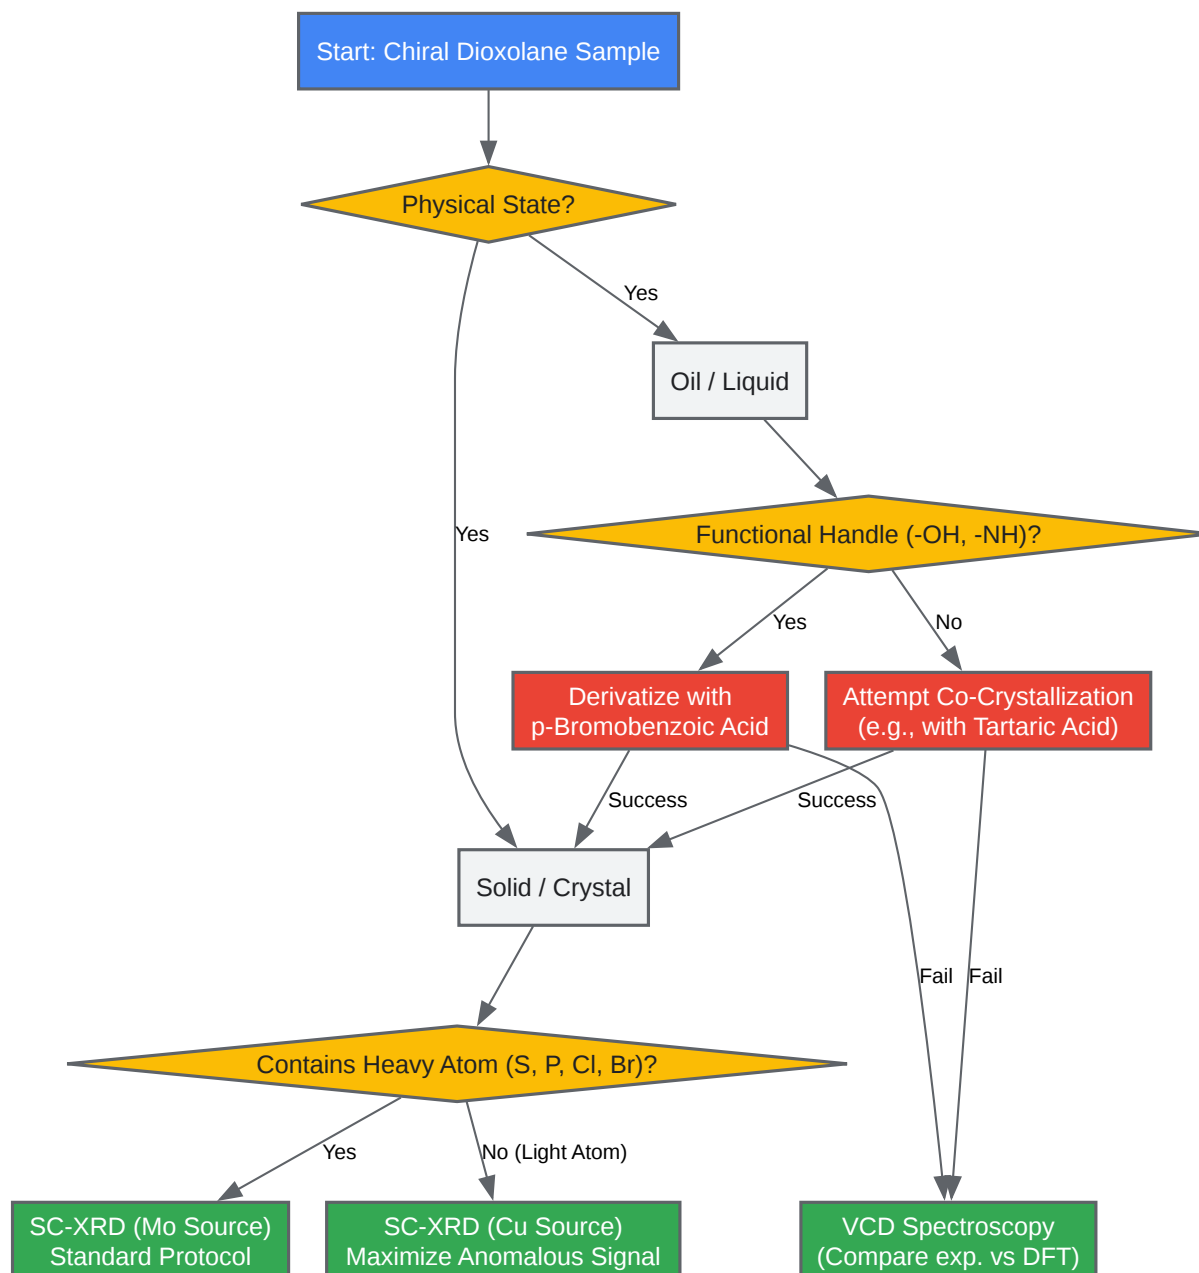 Start: Chiral Dioxolane Sample
Physical State?
Yes
Oil / Liquid
Yes
Functional Handle (-OH, -NH)?
Yes
No
Derivatize with
p-Bromobenzoic Acid
Attempt Co-Crystallization
(e.g., with Tartaric Acid)
Success
Success
Solid / Crystal
Fail
Fail
Contains Heavy Atom (S, P, Cl, Br)?
Yes
No (Light Atom)
SC-XRD (Mo Source)
Standard Protocol
SC-XRD (Cu Source)
Maximize Anomalous Signal
VCD Spectroscopy
(Compare exp. vs DFT)